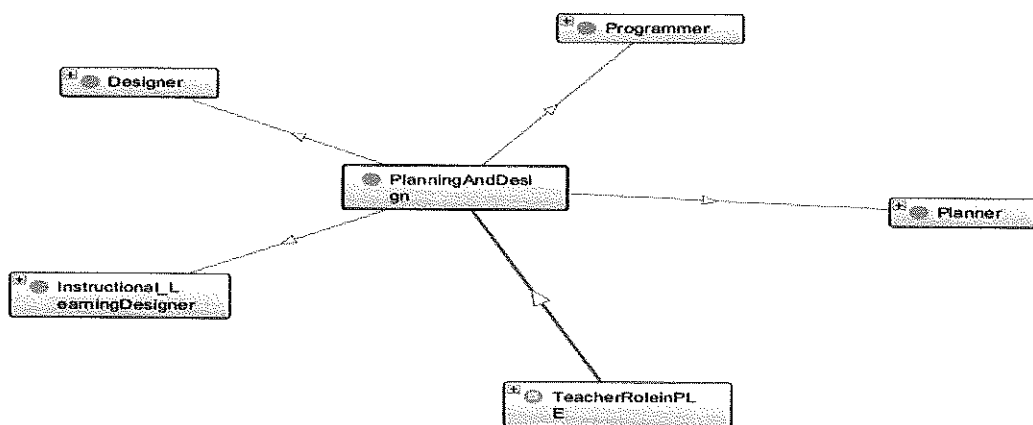 Programmer
Designer
PlanningAndDesi
gn
Planner
Instructional_L
earningDesigner
TeacherRoleinPL
E